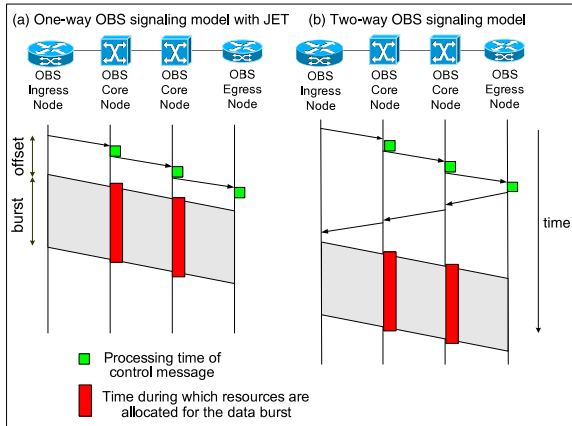 (a) One-way OBS signaling model with JET
(b) Two-way OBS signaling model
OBS
Ingress
Node
OBS
Core
Node
OBS
Core
Node
OBS
Egress
Node
OBS
Ingress
Node
OBS
Core
Node
OBS
Core
Node
OBS
Egress
Node
offset
burst
time
Processing time of
control message
Time during which resources are
allocated for the data burst